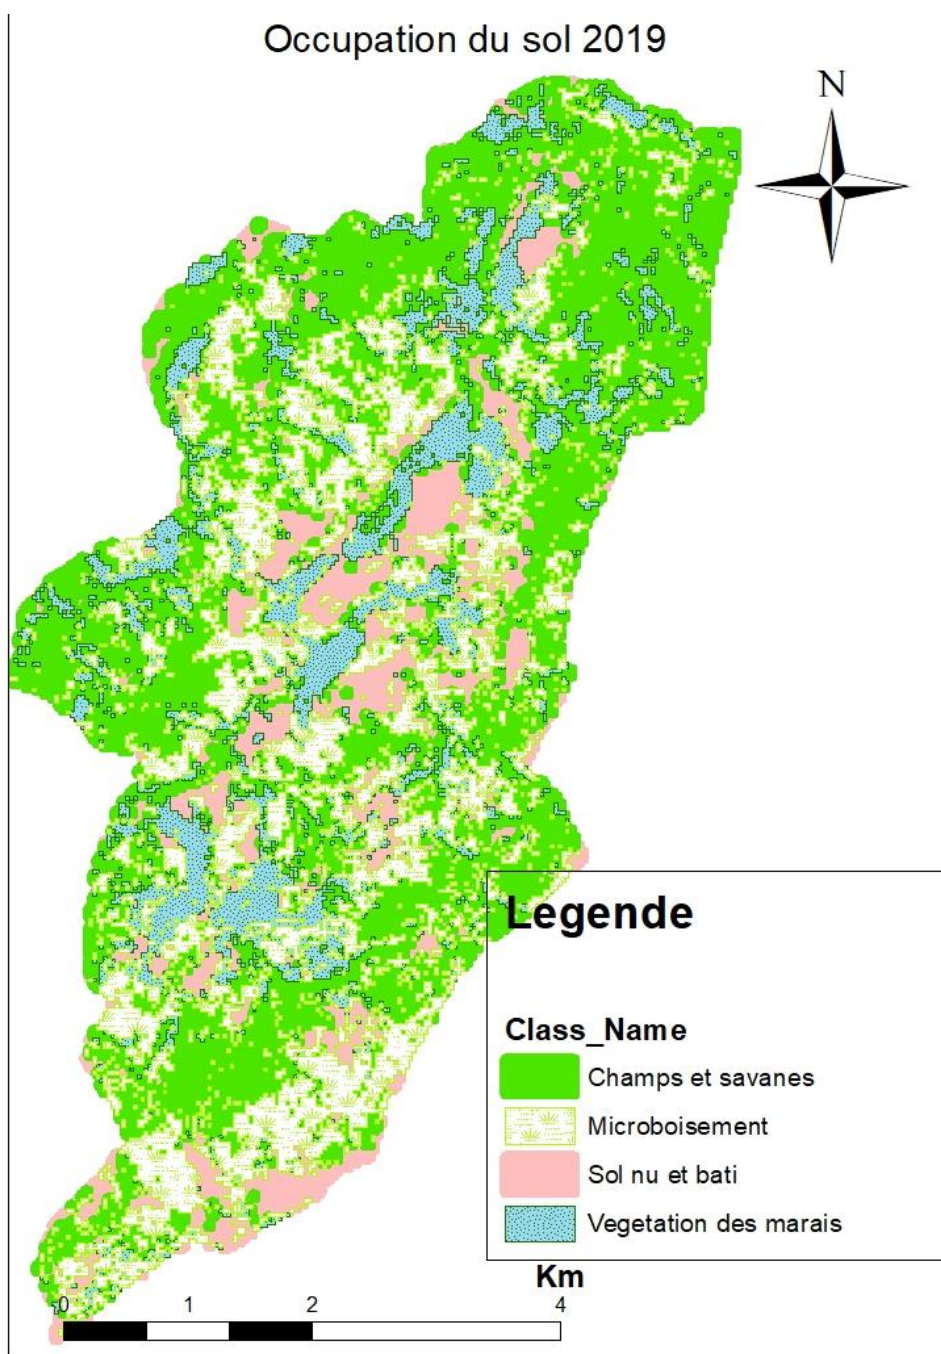 Occupation du sol 2019
N
Legende
Class_Name
Champs et savanes
Microboisement
Sol nu et bati
Vegetation des marais
Km
0 1 2 4